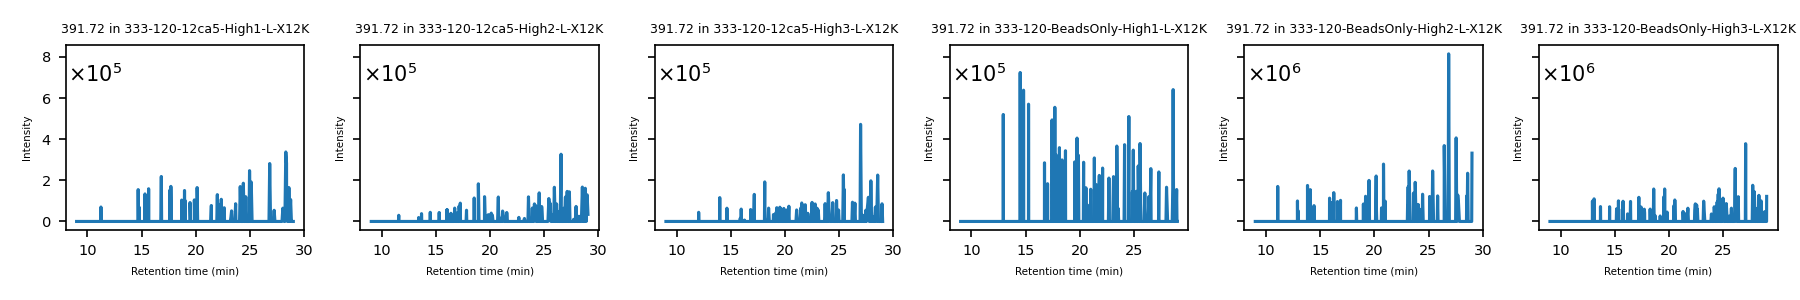 391.72 in 333-120-12ca5-High1-L-X12K
391.72 in 333-120-12ca5-High2-L-X12K
391.72 in 333-120-12ca5-High3-L-X12K
391.72 in 333-120-BeadsOnly-High1-L-X12K
391.72 in 333-120-BeadsOnly-High2-L-X12K
391.72 in 333-120-BeadsOnly-High3-L-X12K
×10⁵
×10⁵
×10⁵
×10⁵
×10⁶
×10⁶
8
6
4
2
0
Intensity
Intensity
Intensity
Intensity
Intensity
Intensity
10 15 20 25 30
10 15 20 25 30
10 15 20 25 30
10 15 20 25
10 15 20 25 30
10 15 20 25
Retention time (min)
Retention time (min)
Retention time (min)
Retention time (min)
Retention time (min)
Retention time (min)